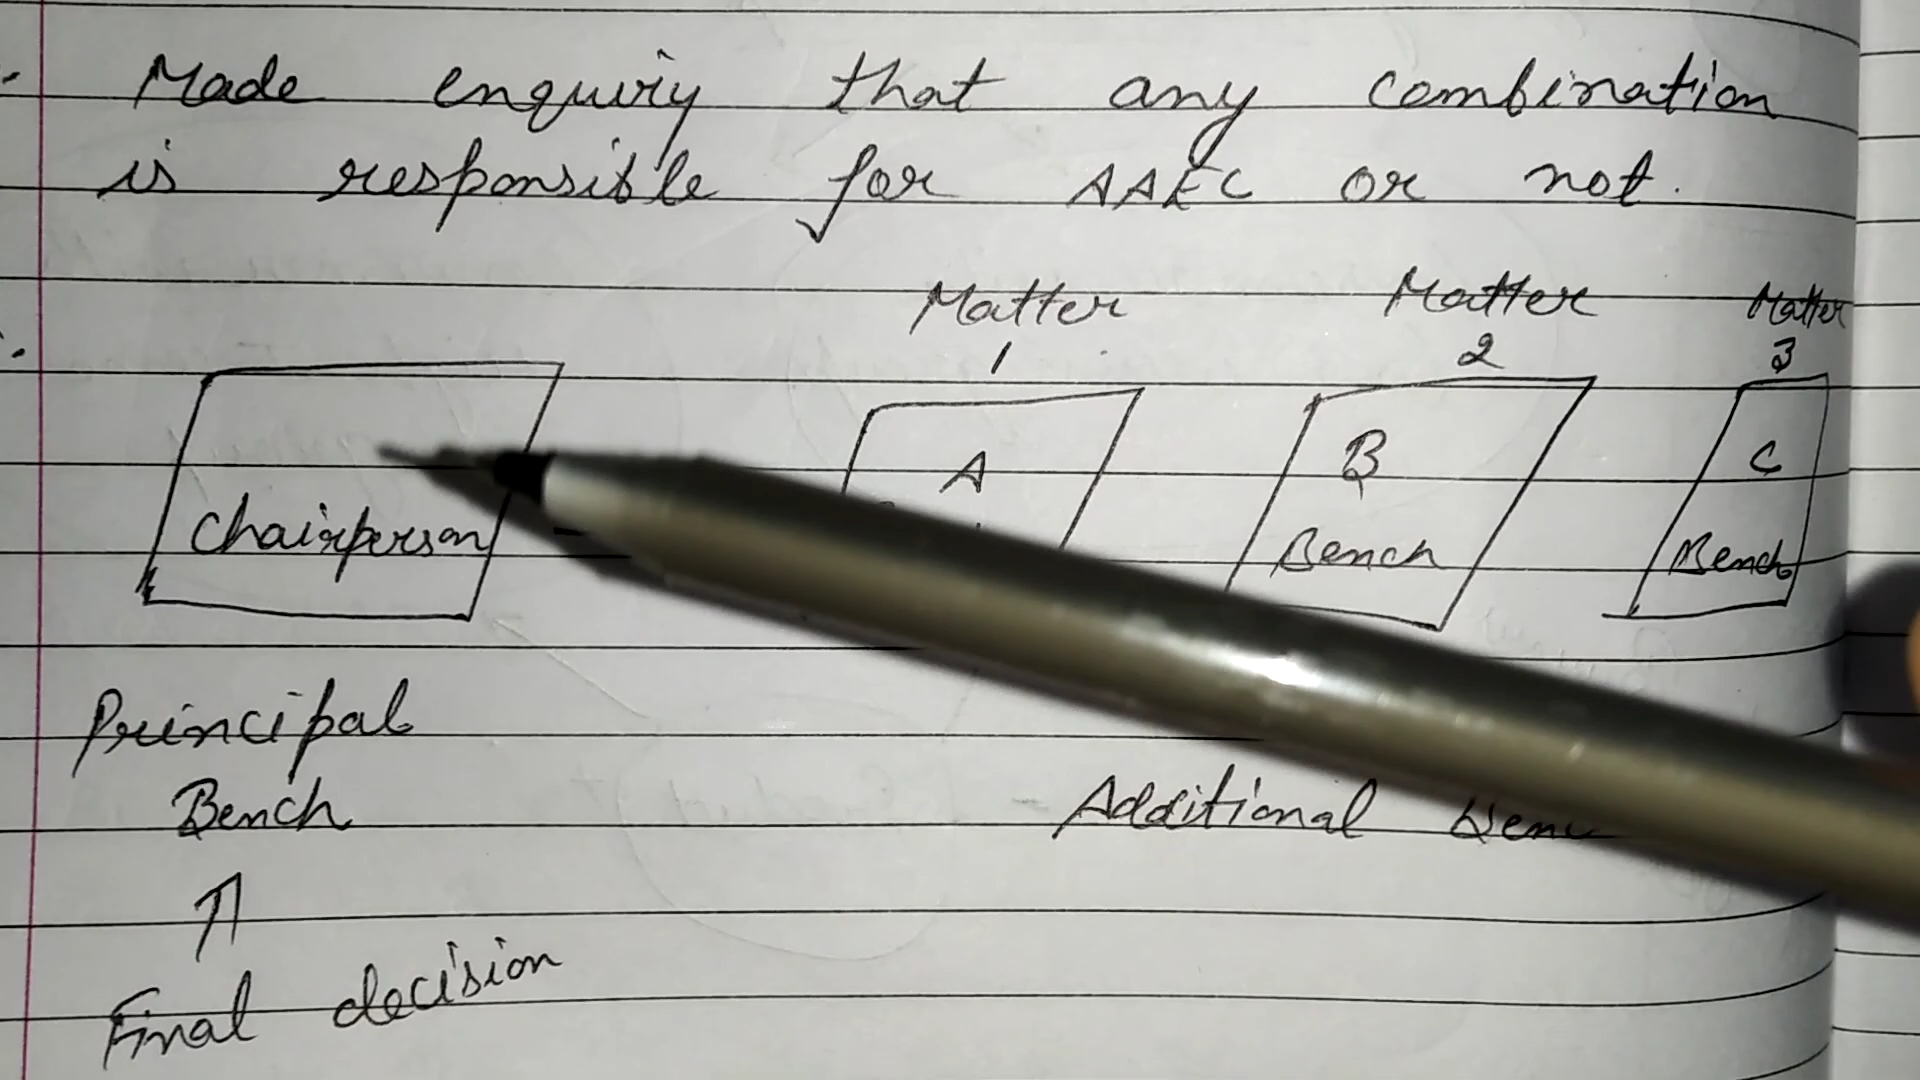 Made enquiry that any combination
is responsible for AAEC or not.
Matter Matter Matter
1 2 3
A B C
Chairperson Bench Bench
Principal
Bench Additional
Final decision